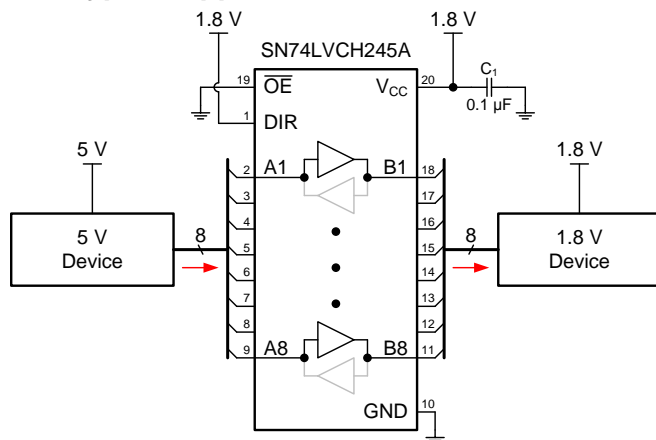 1.8 V
1.8 V
SN74LVCH245A
19
OE
VCC
20
C1
0.1 µF
1
DIR
5 V
1.8 V
2
A1
B1
18
3
17
4
16
5 V
Device
8
5
15
8
1.8 V
Device
6
14
7
13
8
12
9
A8
B8
11
GND
10